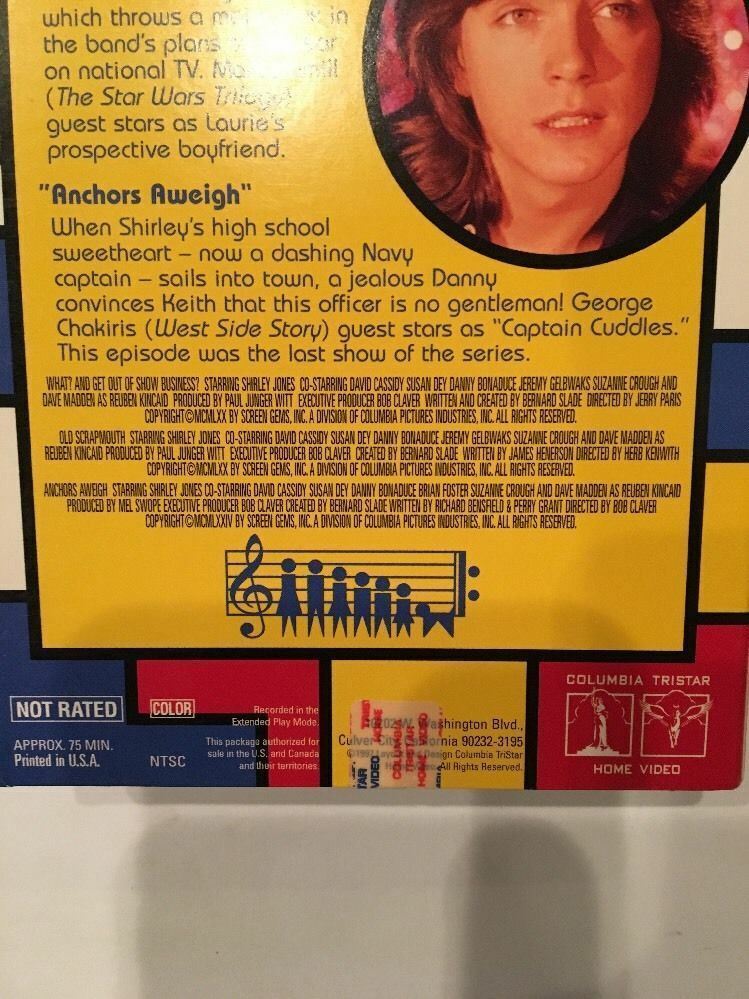 which throws a in
the band's plans
on national TV.
(The Star Wars Trilogy)
guest stars as Laurie's
prospective boyfriend.
"Anchors Aweigh"
When Shirley's high school
sweetheart – now a dashing Navy
captain – sails into town, a jealous Danny
convinces Keith that this officer is no gentleman! George
Chakiris (West Side Story) guest stars as "Captain Cuddles."
This episode was the last show of the series.
WHAT? AND GET OUT OF SHOW BUSINESS? STARRING SHIRLEY JONES CO-STARRING DAVID CASSIDY SUSAN DEY DANNY BONADUCE JEREMY GELBWAKS SUZANNE CROUGH AND
DAVE MADDEN AS REUBEN KINCAID PRODUCED BY PAUL JUNGER WITT EXECUTIVE PRODUCER BOB CLAVER WRITTEN AND CREATED BY BERNARD SLADE DIRECTED BY JERRY PARIS
COPYRIGHT©MCMLXX BY SCREEN GEMS, INC. A DIVISION OF COLUMBIA PICTURES INDUSTRIES, INC. ALL RIGHTS RESERVED.
OLD SCRAPMOUTH STARRING SHIRLEY JONES CO-STARRING DAVID CASSIDY SUSAN DEY DANNY BONADUCE JEREMY GELBWAKS SUZANNE CROUGH AND DAVE MADDEN AS
REUBEN KINCAID PRODUCED BY PAUL JUNGER WITT EXECUTIVE PRODUCER BOB CLAVER CREATED BY BERNARD SLADE WRITTEN BY JAMES HENERSON DIRECTED BY HERB KENWITH
COPYRIGHT©MCMLXX BY SCREEN GEMS, INC. A DIVISION OF COLUMBIA PICTURES INDUSTRIES, INC. ALL RIGHTS RESERVED.
ANCHORS AWEIGH STARRING SHIRLEY JONES CO-STARRING DAVID CASSIDY SUSAN DEY DANNY BONADUCE BRIAN FOSTER SUZANNE CROUGH AND DAVE MADDEN AS REUBEN KINCAID
PRODUCED BY MEL SWOPE EXECUTIVE PRODUCER BOB CLAVER CREATED BY BERNARD SLADE WRITTEN BY RICHARD BENSFIELD & PERRY GRANT DIRECTED BY BOB CLAVER
COPYRIGHT©MCMLXXIV BY SCREEN GEMS, INC. A DIVISION OF COLUMBIA PICTURES INDUSTRIES, INC. ALL RIGHTS RESERVED.
NOT RATED
APPROX. 75 MIN.
Printed in U.S.A.
COLOR
NTSC
Recorded in the
Extended Play Mode.
This package authorized for
sale in the U.S. and Canada
and their territories.
10202 W. Washington Blvd.,
Culver City, California 90232-3195
Design Columbia TriStar
All Rights Reserved.
TAR
VIDEO
COLUMBIA TRISTAR
HOME VIDEO